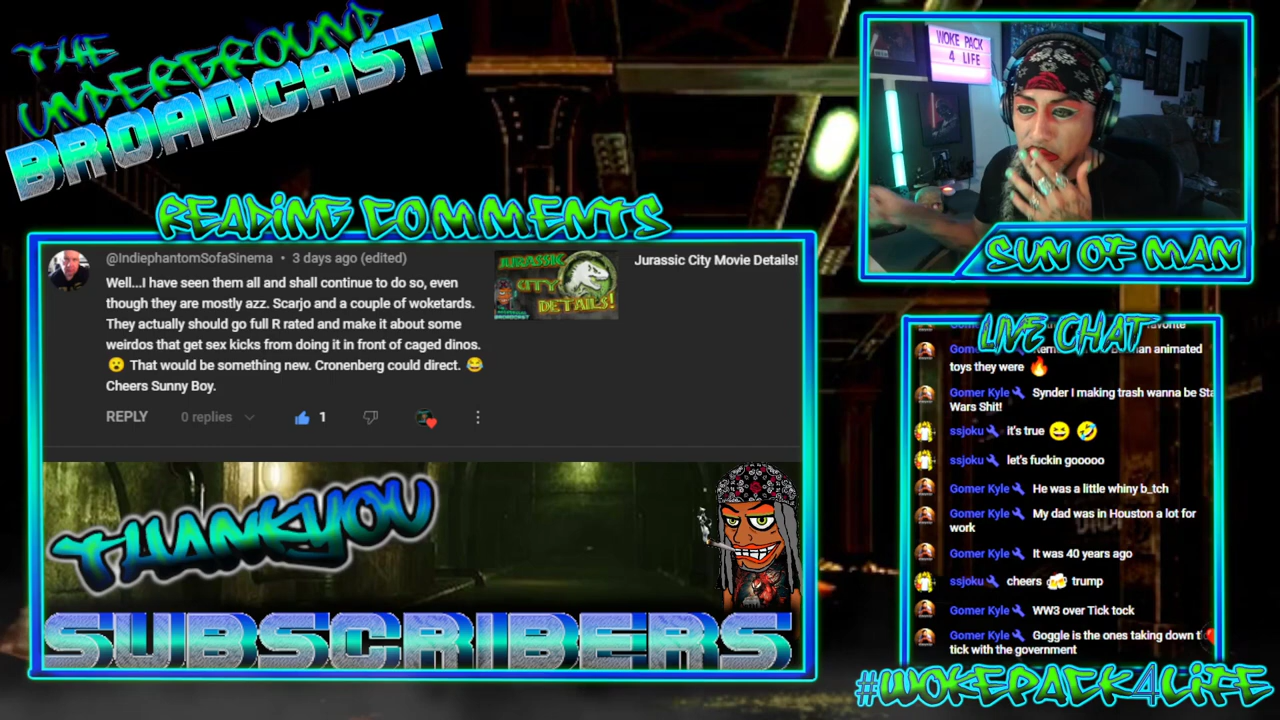 THE
UNDERGROUND
BROADCAST
READING COMMENTS
@IndiephantomSofaSinema • 3 days ago (edited)
Well...I have seen them all and shall continue to do so, even
though they are mostly azz. Scarjo and a couple of woketards.
They actually should go full R rated and make it about some
weirdos that get sex kicks from doing it in front of caged dinos.
😮 That would be something new. Cronenberg could direct. 😂
Cheers Sunny Boy.
REPLY 0 replies 1
JURASSIC
CITY
DETAILS!
Jurassic City Movie Details!
THANKYOU
SUBSCRIBERS
WOKE PACK
4 LIFE
SUN OF MAN
LIVE CHAT
animated
toys they were 🔥
Gomer Kyle Synder I making trash wanna be Sta
Wars Shit!
ssjoku it's true 😆 🤣
ssjoku let's fuckin gooooo
Gomer Kyle He was a little whiny b_tch
Gomer Kyle My dad was in Houston a lot for
work
Gomer Kyle It was 40 years ago
ssjoku cheers 🍻 trump
Gomer Kyle WW3 over Tick tock
Gomer Kyle Goggle is the ones taking down t
tick with the government
#WOKEPACK4LIFE